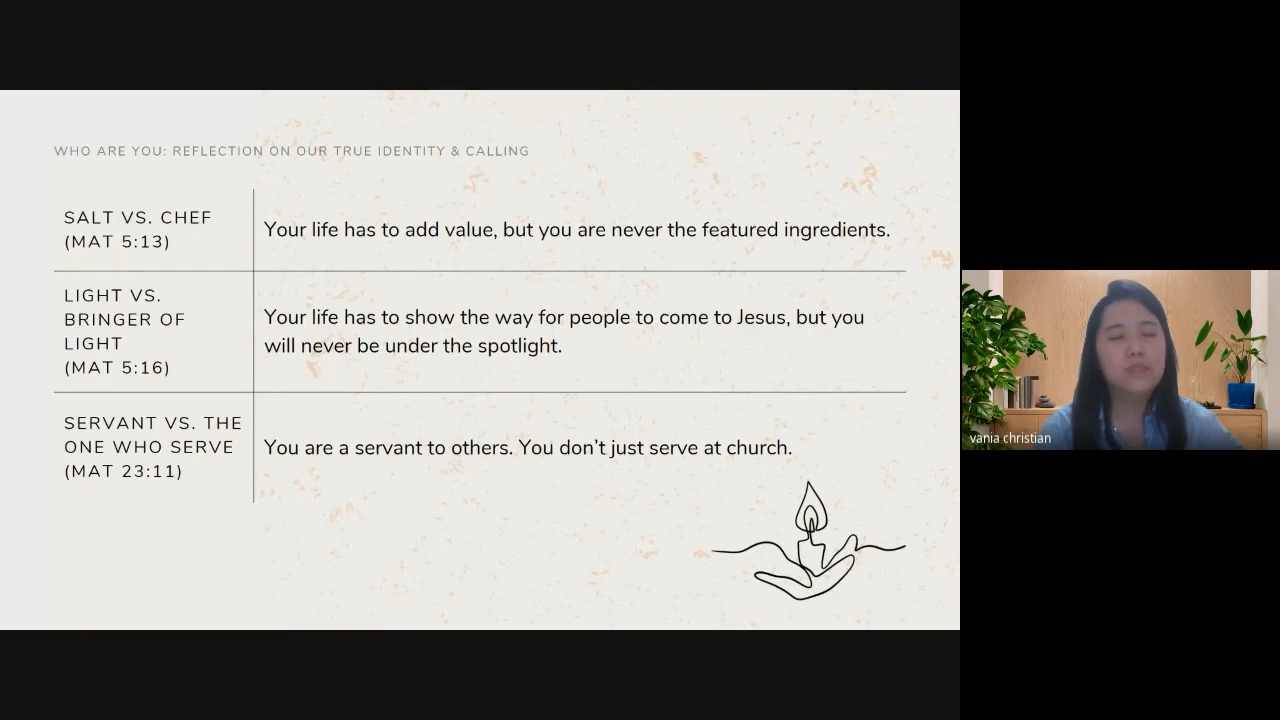 WHO ARE YOU: REFLECTION ON OUR TRUE IDENTITY & CALLING
SALT VS. CHEF
(MAT 5:13)
Your life has to add value, but you are never the featured ingredients.
LIGHT VS.
BRINGER OF
LIGHT
(MAT 5:16)
Your life has to show the way for people to come to Jesus, but you
will never be under the spotlight.
SERVANT VS. THE
ONE WHO SERVE
(MAT 23:11)
You are a servant to others. You don’t just serve at church.
vania christian